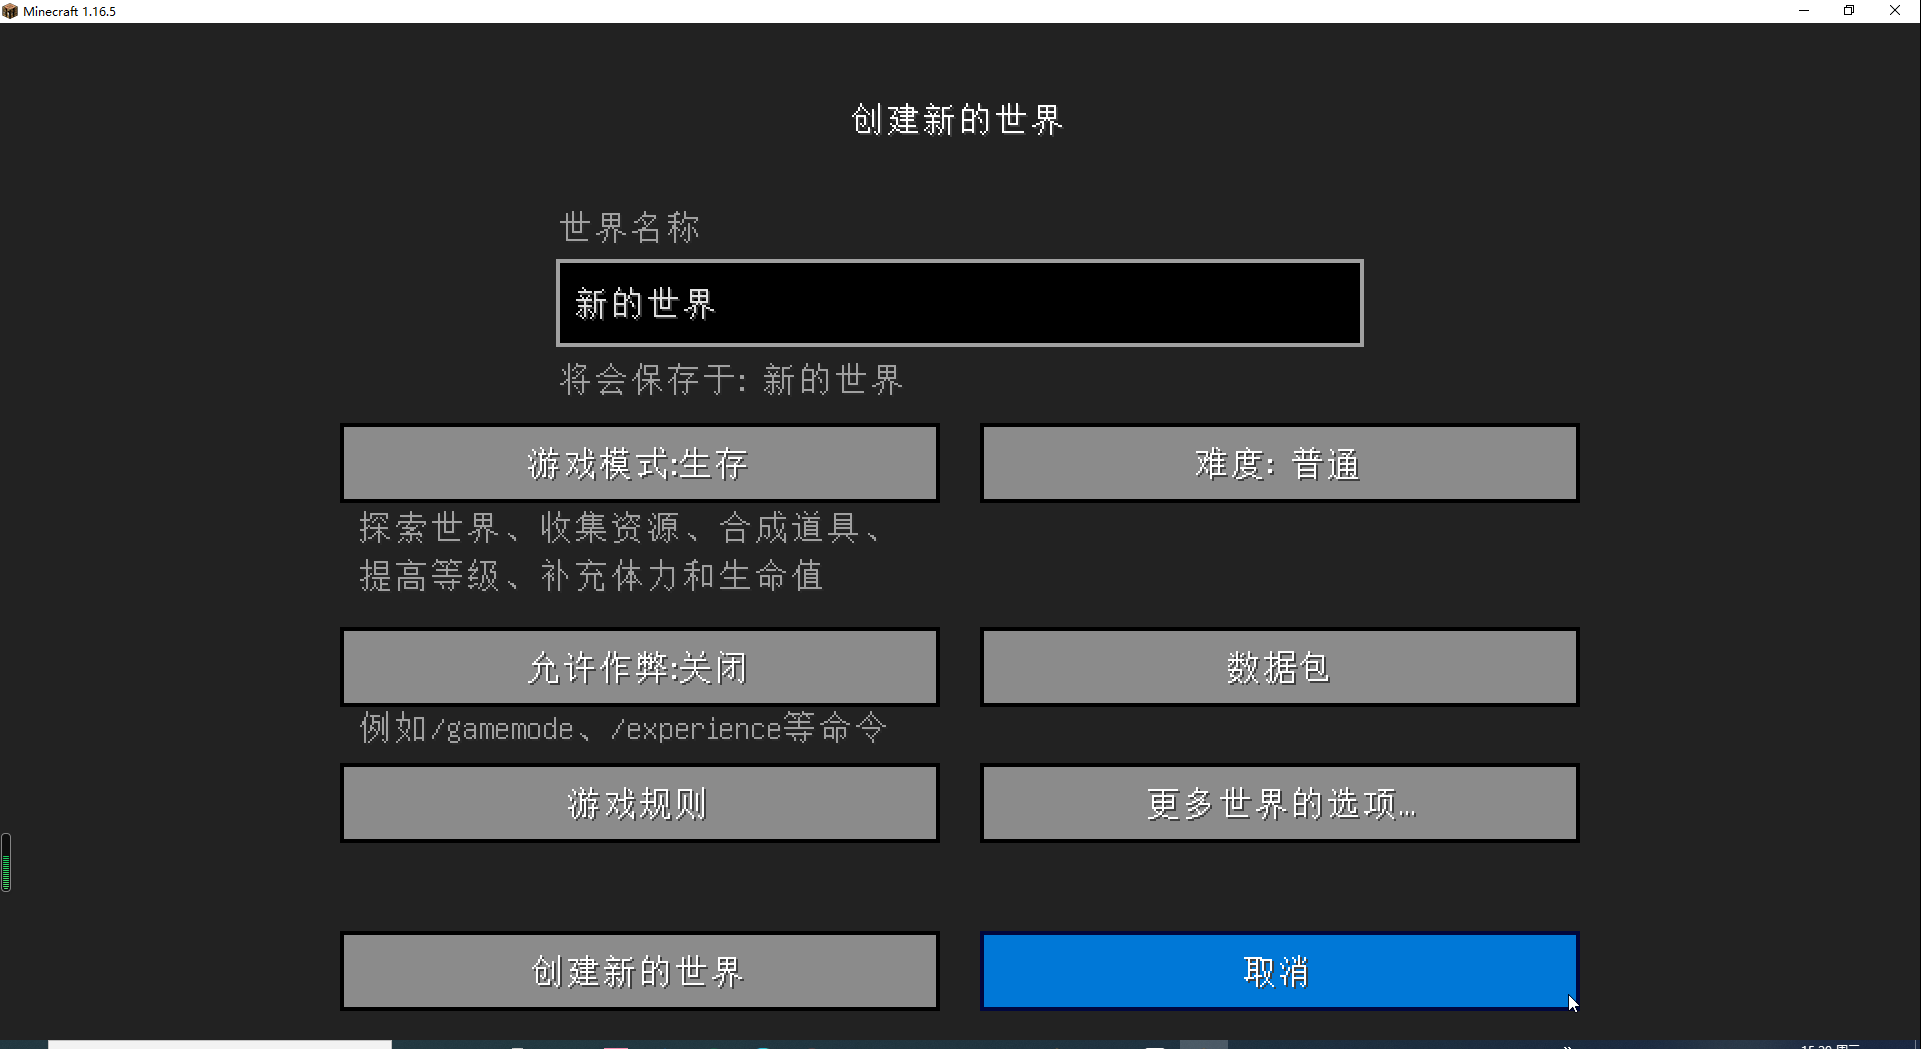 Minecraft 1.16.5
创建新的世界
世界名称
新的世界
将会保存于: 新的世界
游戏模式:生存
难度: 普通
探索世界、收集资源、合成道具、
提高等级、补充体力和生命值
允许作弊:关闭
数据包
例如/gamemode、/experience等命令
游戏规则
更多世界的选项...
创建新的世界
取消